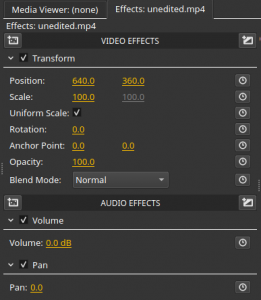 Media Viewer: (none) Effects: unedited.mp4
Effects: unedited.mp4
VIDEO EFFECTS
Transform
Position: 640.0 360.0
Scale: 100.0 100.0
Uniform Scale:
Rotation: 0.0
Anchor Point: 0.0 0.0
Opacity: 100.0
Blend Mode: Normal
AUDIO EFFECTS
Volume
Volume: 0.0 dB
Pan
Pan: 0.0